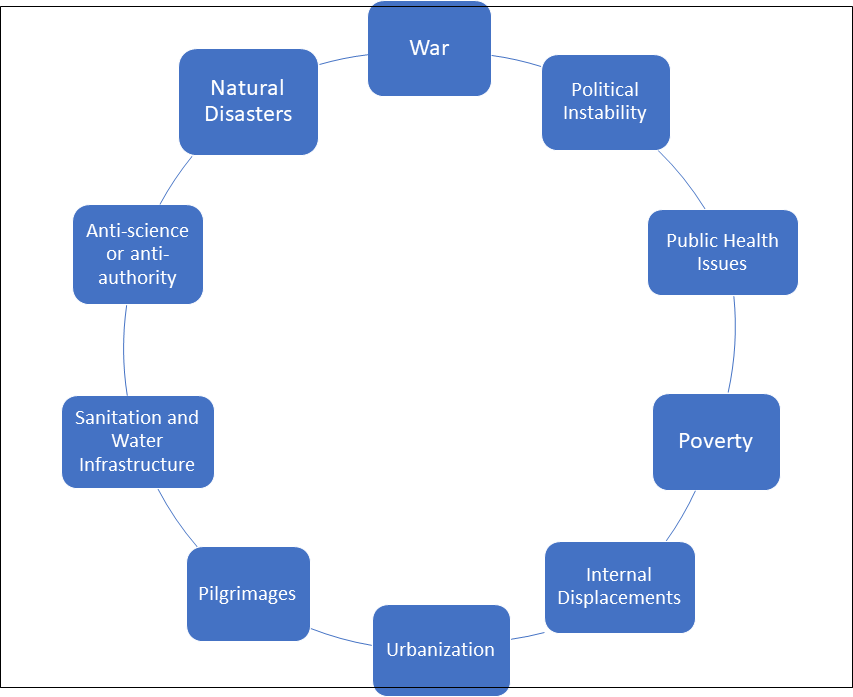 War
Political
Instability
Public Health
Issues
Poverty
Internal
Displacements
Urbanization
Pilgrimages
Sanitation and
Water
Infrastructure
Anti-science
or anti-
authority
Natural
Disasters